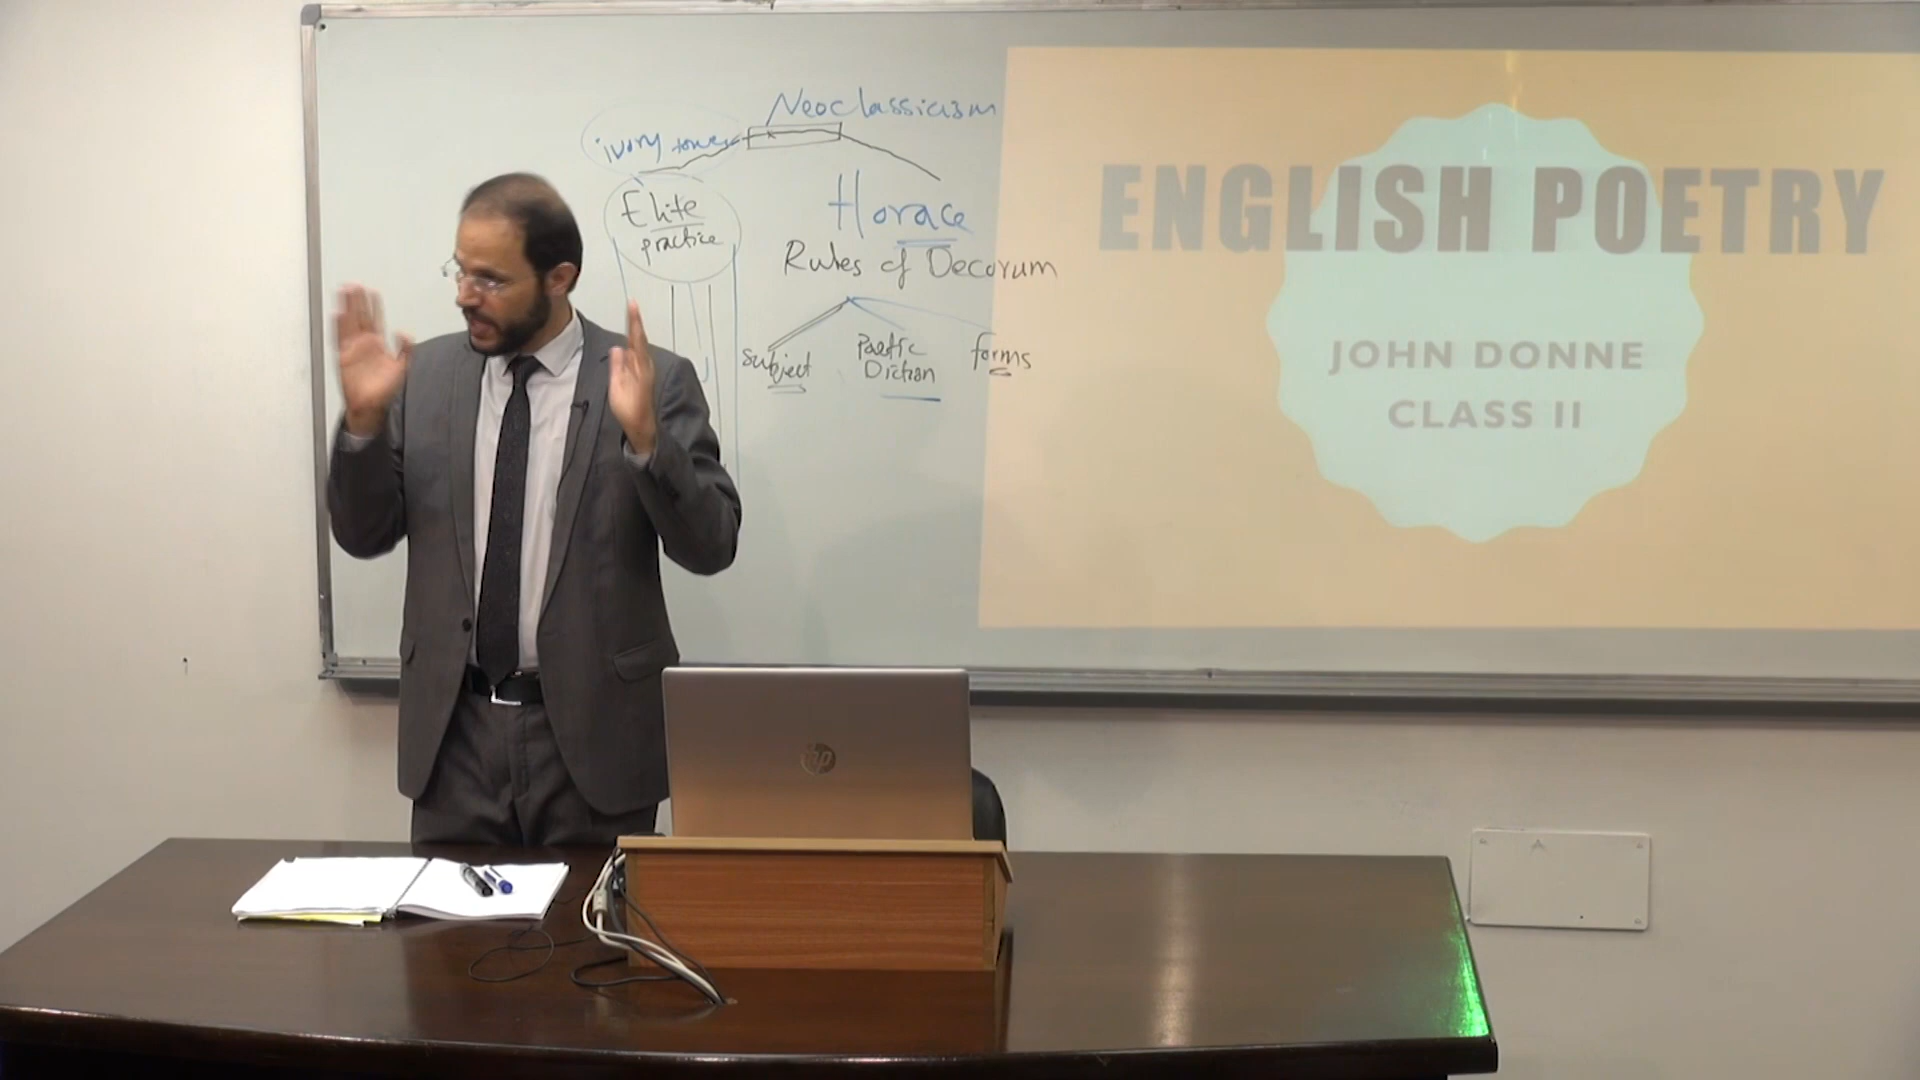 Neoclassicism
ivory tower
Elite
practice
Horace
Rules of Decorum
subject
Poetic
Diction
forms
ENGLISH POETRY
JOHN DONNE
CLASS II
hp